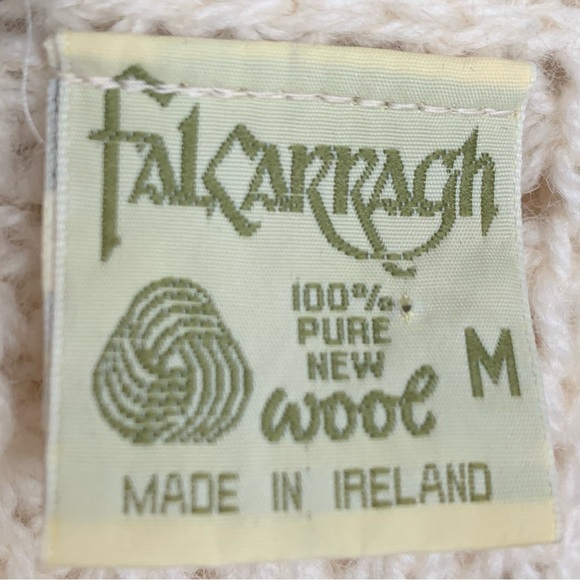 Falcarragh
100%
PURE
NEW
wool
M
MADE IN IRELAND